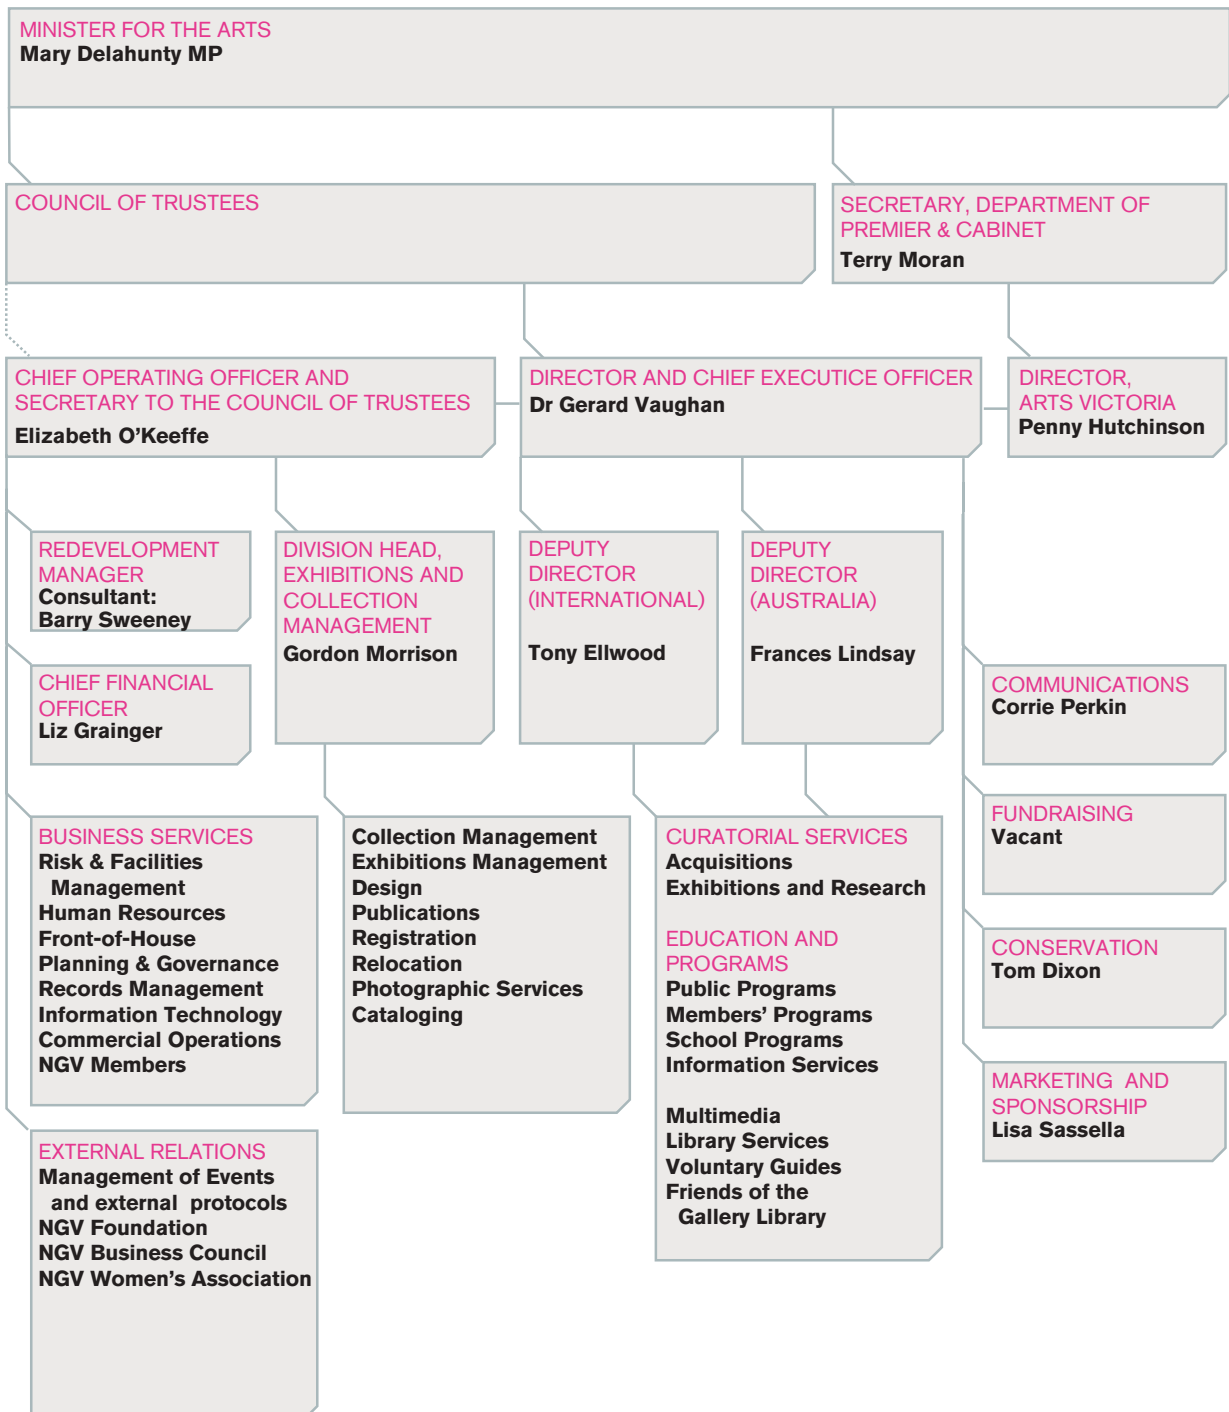 MINISTER FOR THE ARTS
Mary Delahunty MP
COUNCIL OF TRUSTEES
SECRETARY, DEPARTMENT OF
PREMIER & CABINET
Terry Moran
CHIEF OPERATING OFFICER AND
SECRETARY TO THE COUNCIL OF TRUSTEES
Elizabeth O'Keeffe
DIRECTOR AND CHIEF EXECUTICE OFFICER
Dr Gerard Vaughan
DIRECTOR,
ARTS VICTORIA
Penny Hutchinson
REDEVELOPMENT
MANAGER
Consultant:
Barry Sweeney
DIVISION HEAD,
EXHIBITIONS AND
COLLECTION
MANAGEMENT
Gordon Morrison
DEPUTY
DIRECTOR
(INTERNATIONAL)
Tony Ellwood
DEPUTY
DIRECTOR
(AUSTRALIA)
Frances Lindsay
CHIEF FINANCIAL
OFFICER
Liz Grainger
COMMUNICATIONS
Corrie Perkin
BUSINESS SERVICES
Risk & Facilities
Management
Human Resources
Front-of-House
Planning & Governance
Records Management
Information Technology
Commercial Operations
NGV Members
Collection Management
Exhibitions Management
Design
Publications
Registration
Relocation
Photographic Services
Cataloging
CURATORIAL SERVICES
Acquisitions
Exhibitions and Research
EDUCATION AND
PROGRAMS
Public Programs
Members' Programs
School Programs
Information Services
Multimedia
Library Services
Voluntary Guides
Friends of the
Gallery Library
FUNDRAISING
Vacant
CONSERVATION
Tom Dixon
MARKETING AND
SPONSORSHIP
Lisa Sassella
EXTERNAL RELATIONS
Management of Events
and external protocols
NGV Foundation
NGV Business Council
NGV Women's Association